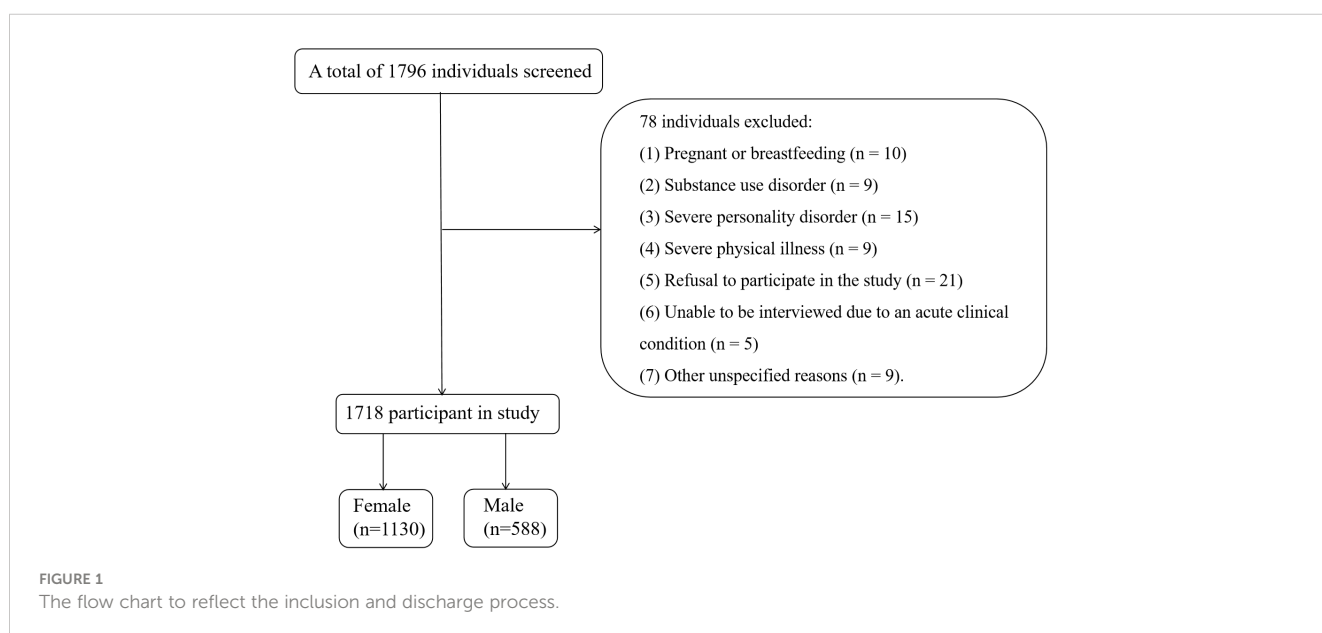 A total of 1796 individuals screened
78 individuals excluded:
(1) Pregnant or breastfeeding (n = 10)
(2) Substance use disorder (n = 9)
(3) Severe personality disorder (n = 15)
(4) Severe physical illness (n = 9)
(5) Refusal to participate in the study (n = 21)
(6) Unable to be interviewed due to an acute clinical
condition (n = 5)
(7) Other unspecified reasons (n = 9).
1718 participant in study
Female
(n=1130)
Male
(n=588)
FIGURE 1
The flow chart to reflect the inclusion and discharge process.